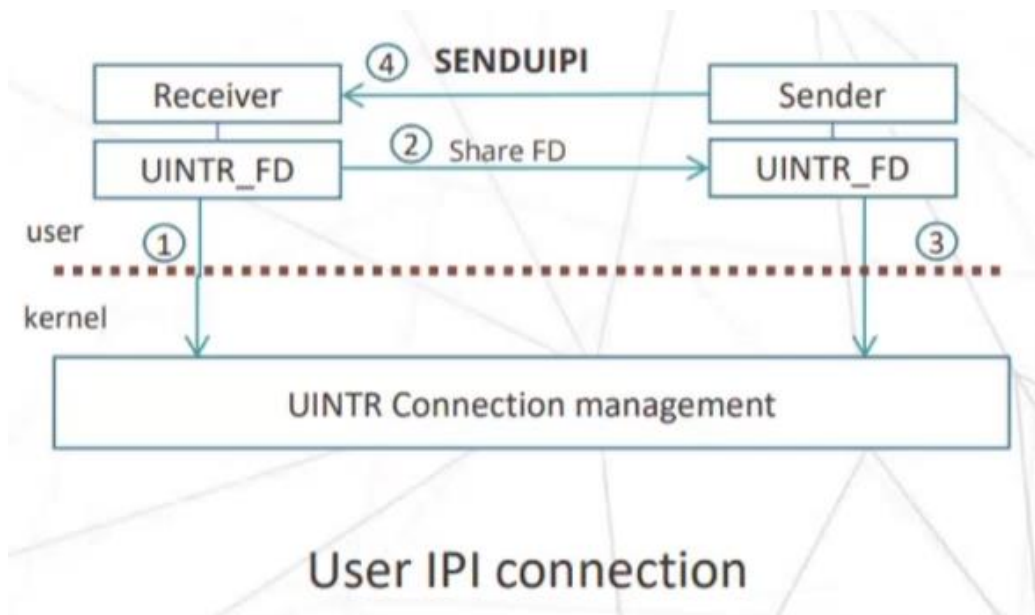 ④ SENDUIPI
Receiver
Sender
② Share FD
UINTR_FD
UINTR_FD
user
①
③
kernel
UINTR Connection management
User IPI connection